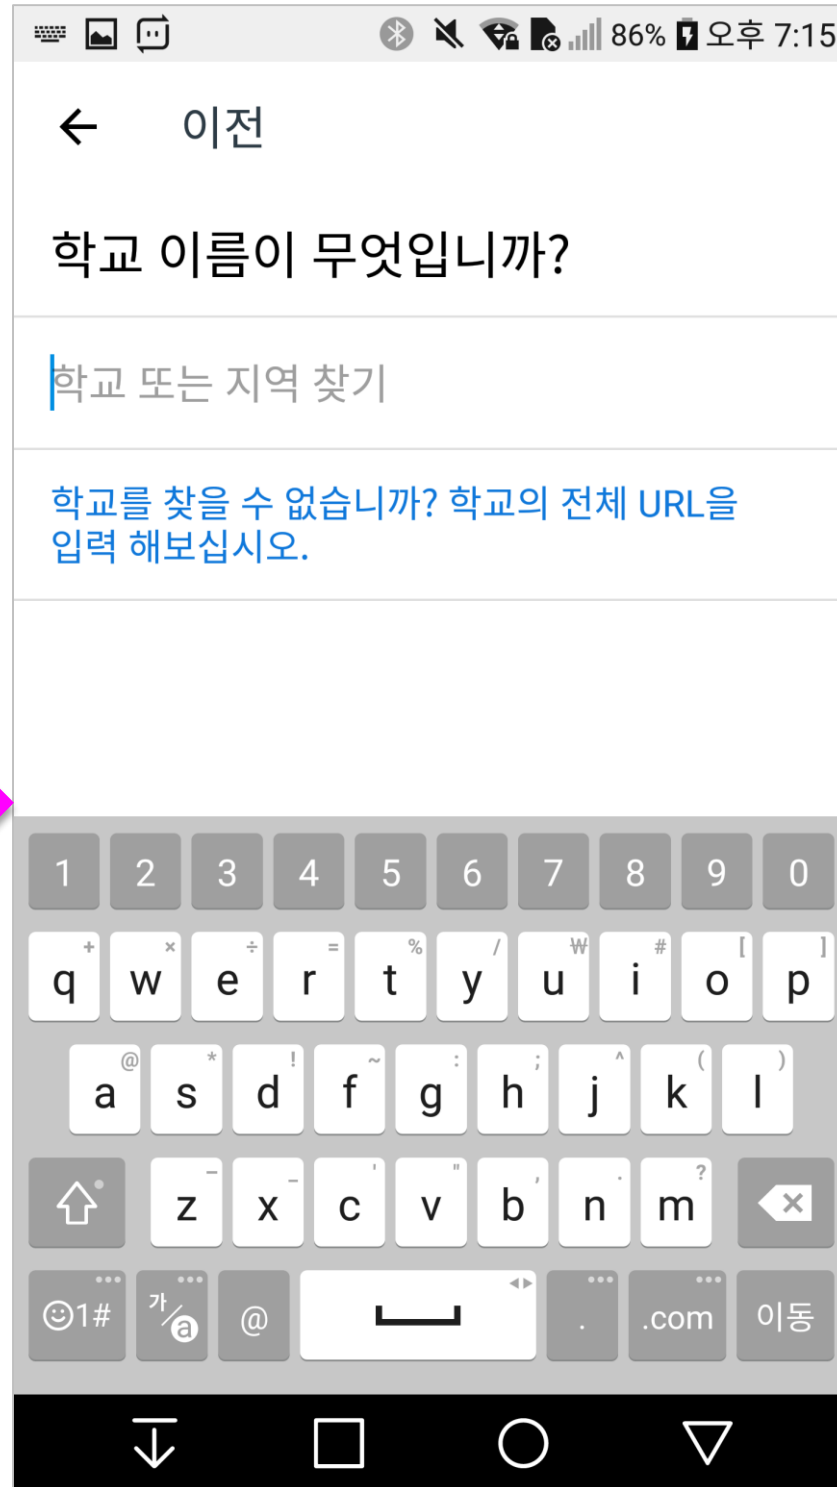 86% 오후 7:15
이전
학교 이름이 무엇입니까?
학교 또는 지역 찾기
학교를 찾을 수 없습니까? 학교의 전체 URL을
입력 해보십시오.
1 2 3 4 5 6 7 8 9 0
+ × ÷ = % / ₩ # [ ]
q w e r t y u i o p
@ * ! ~ : ; ^ ( )
a s d f g h j k l
– _ ' " , . ?
z x c v b n m
1# 가/a @ . .com 이동